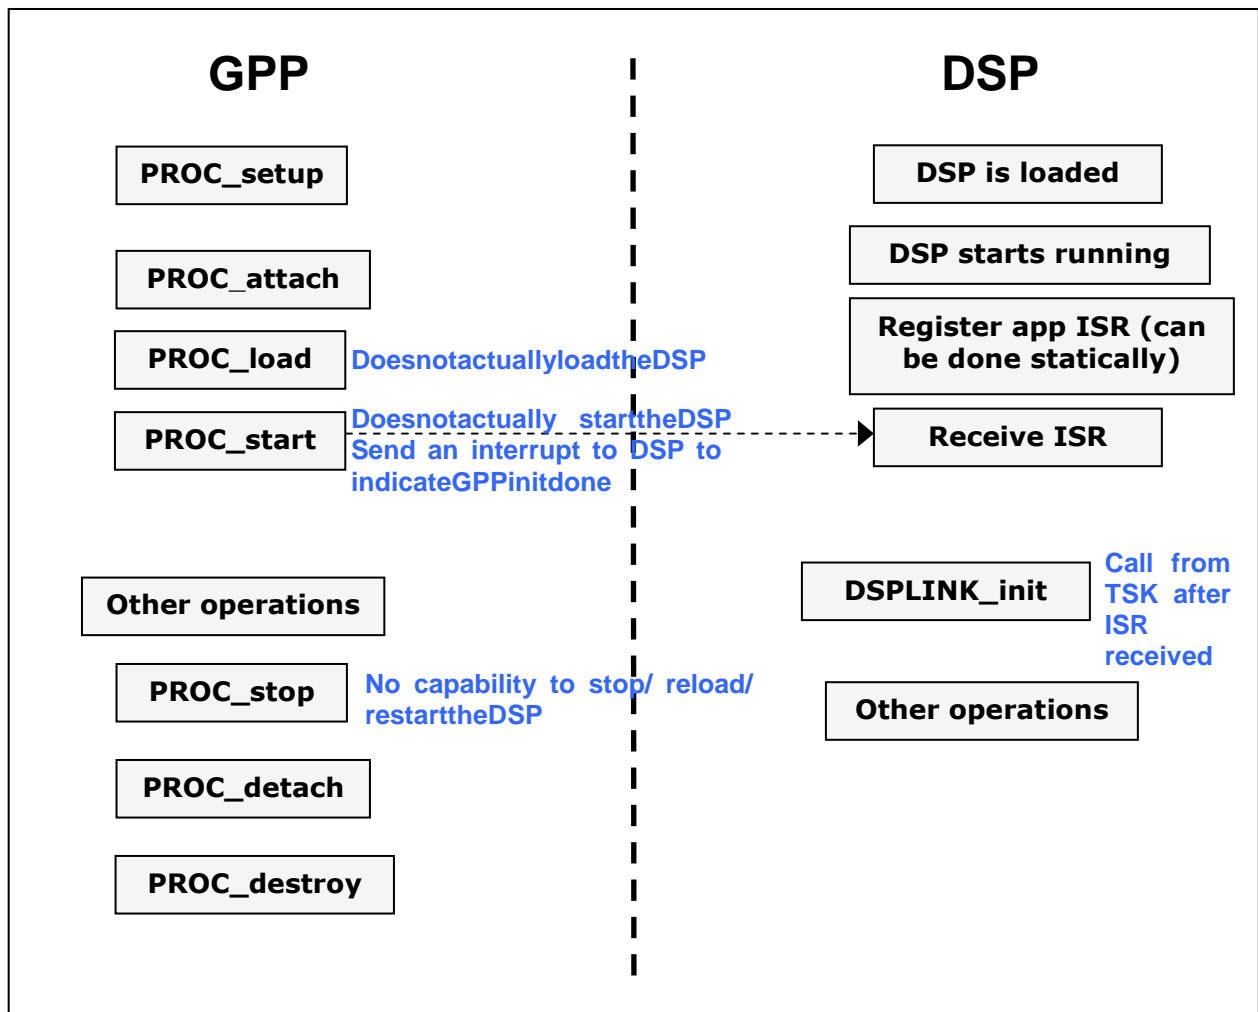 GPP
PROC_setup
PROC_attach
PROC_load
DoesnotactuallyloadtheDSP
PROC_start
Doesnotactually starttheDSP
Send an interrupt to DSP to
indicateGPPinitdone
Other operations
PROC_stop
No capability to stop/ reload/
restarttheDSP
PROC_detach
PROC_destroy
DSP
DSP is loaded
DSP starts running
Register app ISR (can
be done statically)
Receive ISR
DSPLINK_init
Call from
TSK after
ISR
received
Other operations